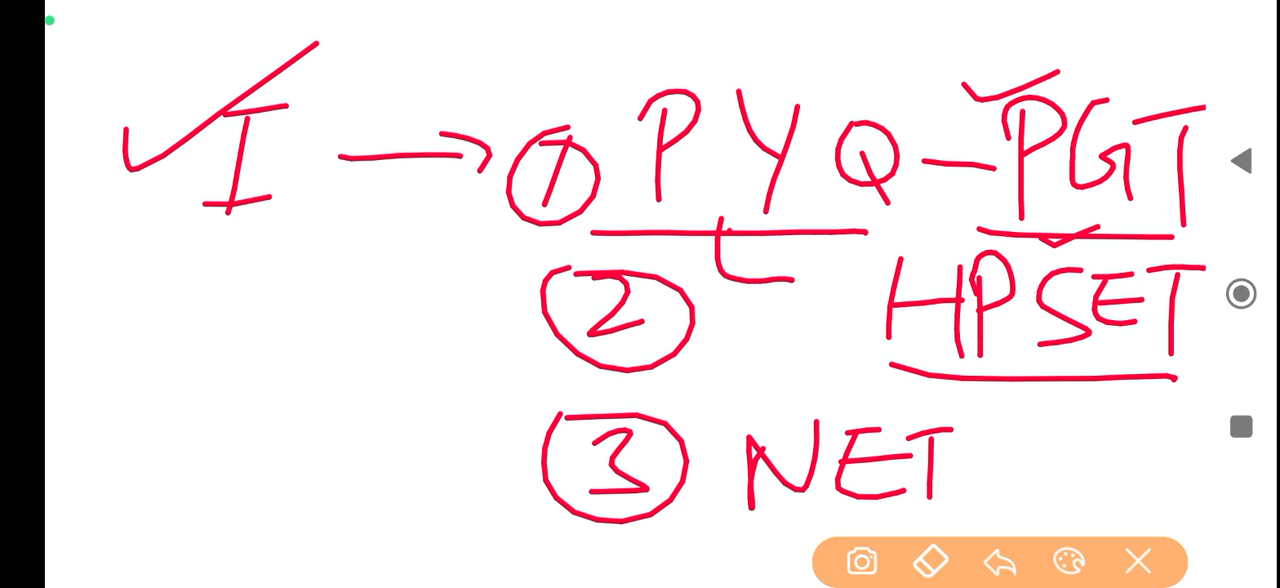 I → ① PYQ - PGT
② HPSET
③ NET